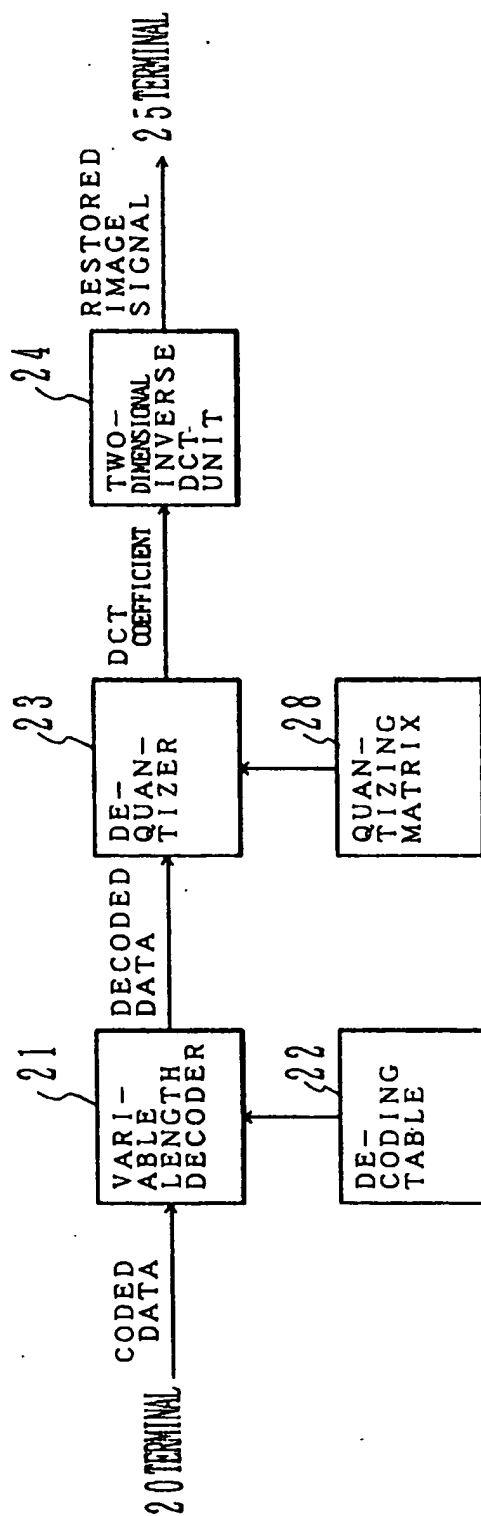 20 TERMINAL
CODED
DATA
21
VARI-
ABLE
LENGTH
DECODER
22
DE-
CODING
TABLE
DECODED
DATA
23
DE-
QUAN-
TIZER
28
QUAN-
TIZING
MATRIX
DCT
COEFFICIENT
24
TWO-
DIMENSIONAL
INVERSE
DCT-
UNIT
RESTORED
IMAGE
SIGNAL
25 TERMINAL